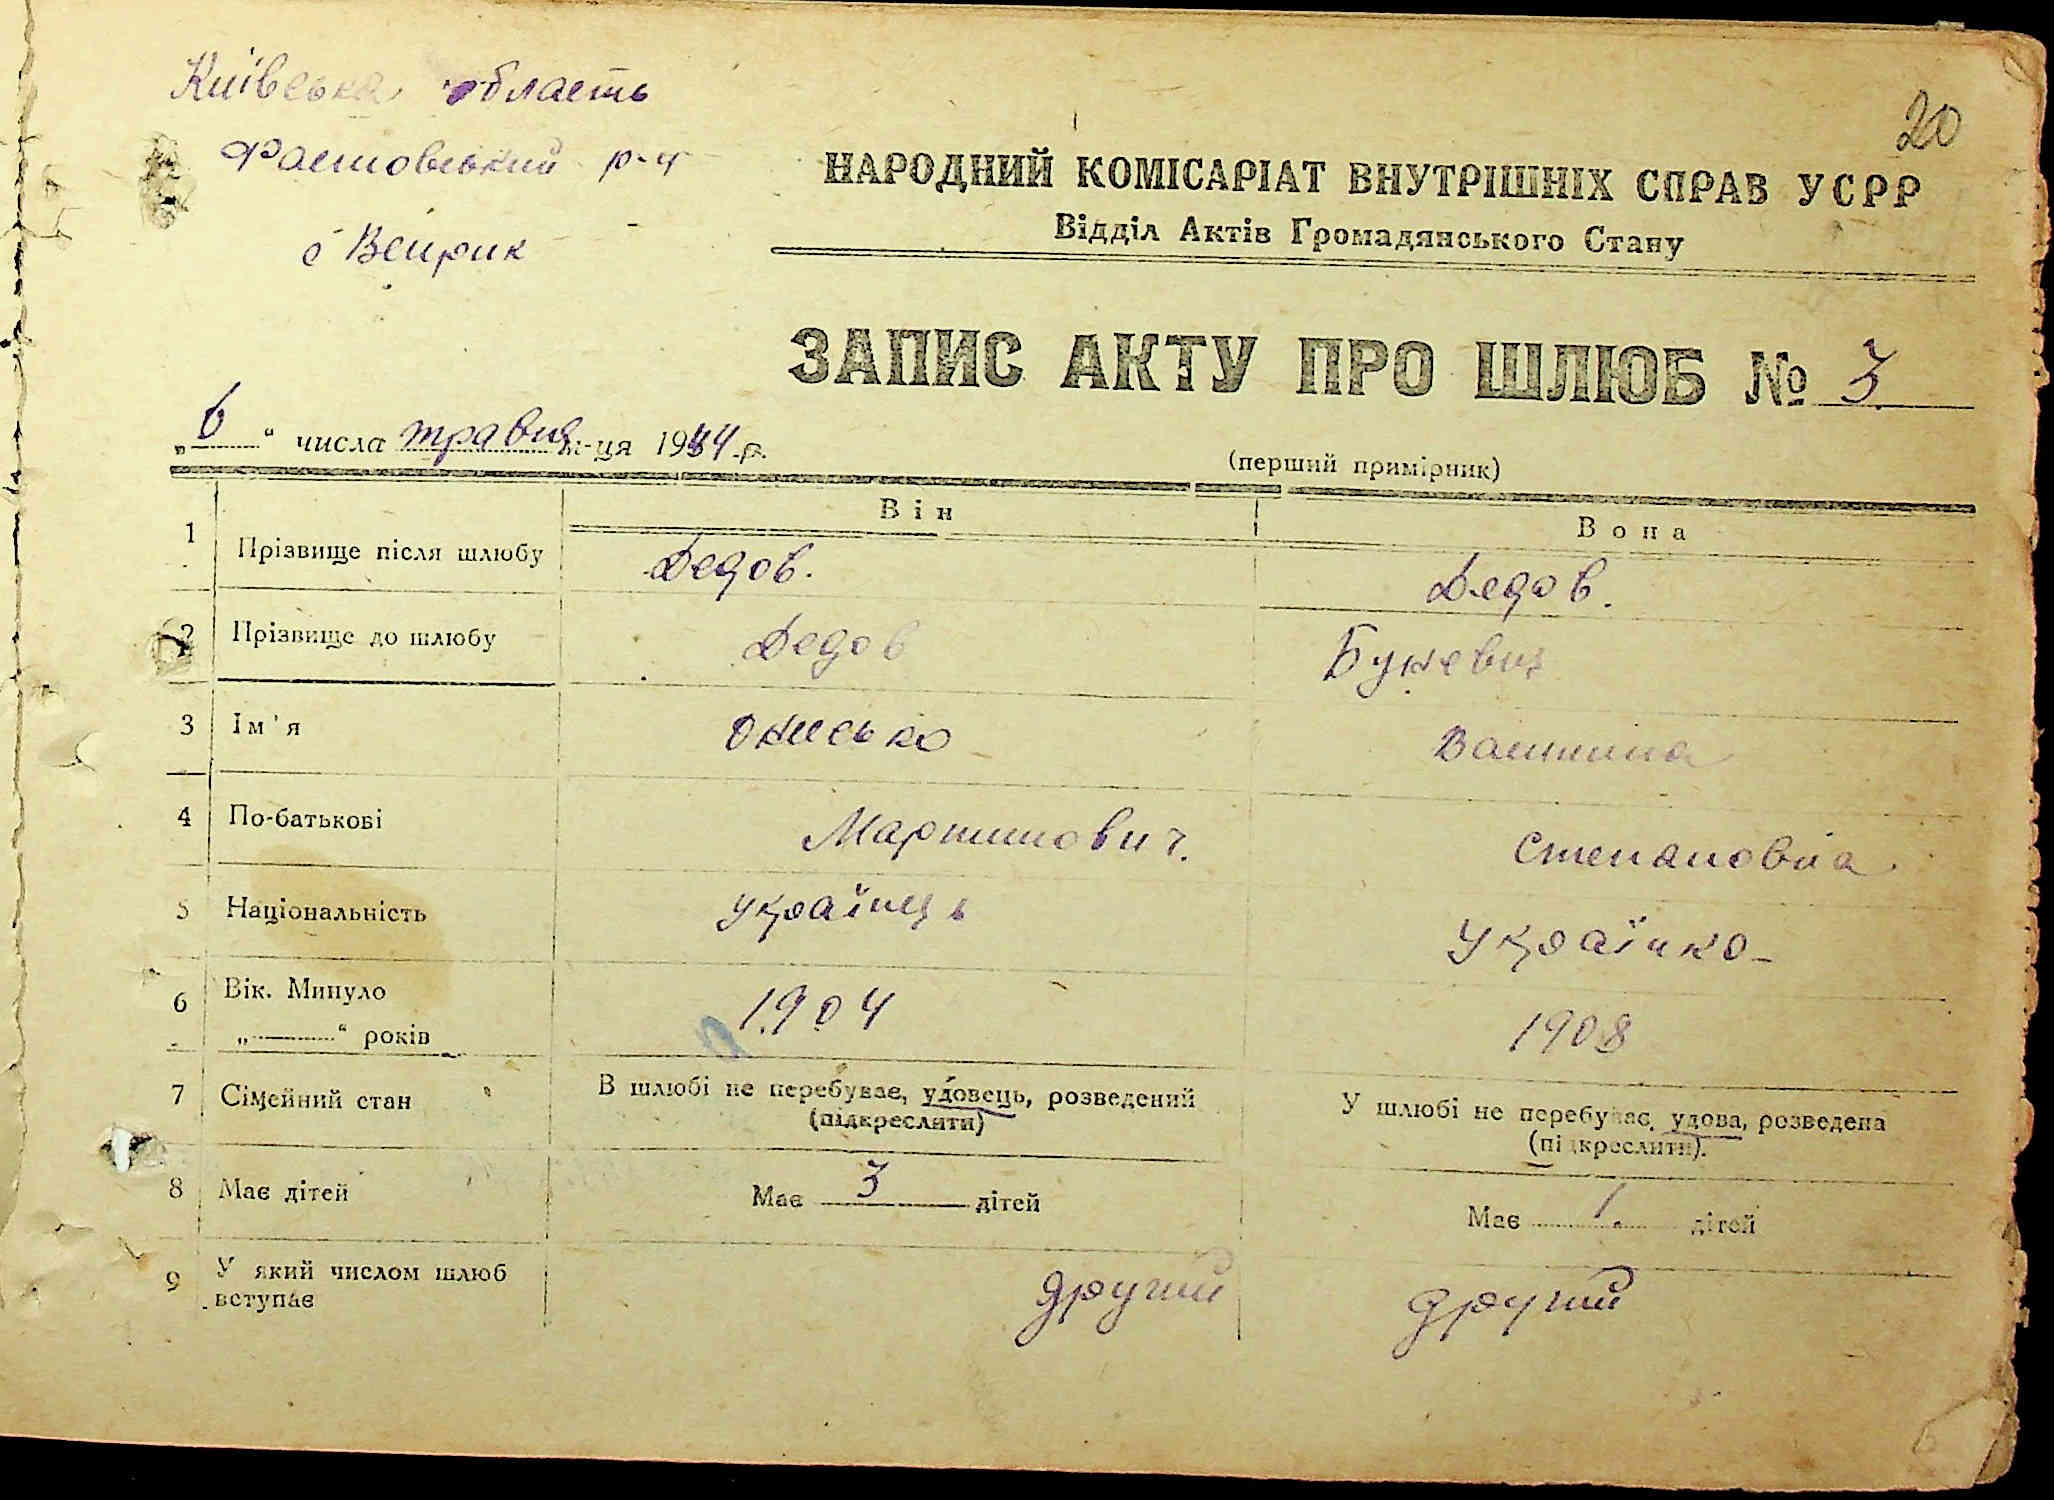 Київська область
20
Фастовський р-н
с Веприк
НАРОДНИЙ КОМІСАРІАТ ВНУТРІШНІХ СПРАВ УСРР
Відділ Актів Громадянського Стану
ЗАПИС АКТУ ПРО ШЛЮБ № 3
„6“ числа травня м-ця 1944 р.
(перший примірник)
Він
Вона
1 Прізвище після шлюбу Дедов. Дедов.
2 Прізвище до шлюбу Дедов
3 Ім'я Онисько
4 По-батькові Мартинович. Степановна
5 Національність українець Українка
6 Вік. Минуло 1904 1908
„ “ років
7 Сімейний стан В шлюбі не перебуває, удовець, розведений У шлюбі не перебуває, удова, розведена
(підкреслити) (підкреслити).
8 Має дітей Має 3 дітей Має 1. дітей
9 У який числом шлюб другий другий
вступає